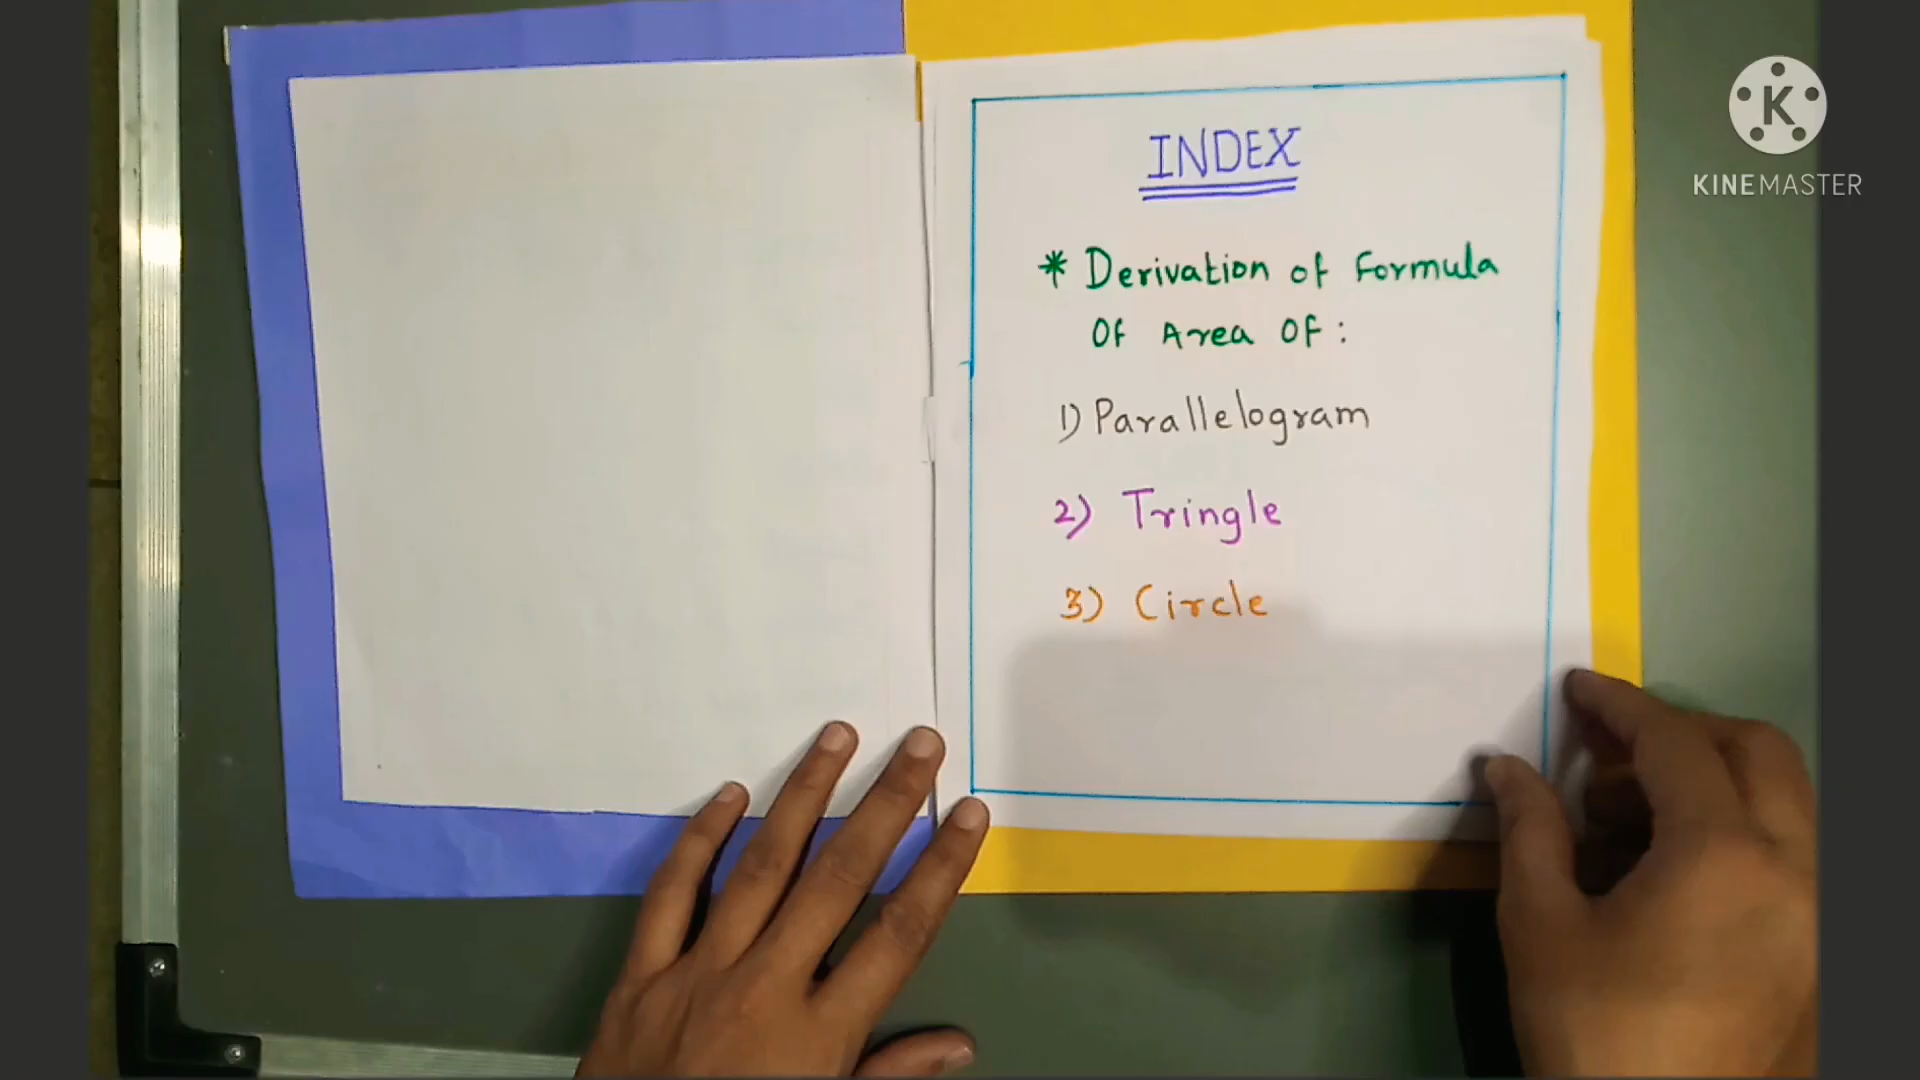 INDEX
* Derivation of Formula
Of Area Of :
1) Parallelogram
2) Tringle
3) Circle
K
KINEMASTER